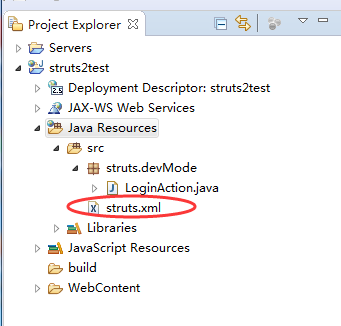 Project Explorer
Servers
struts2test
Deployment Descriptor: struts2test
JAX-WS Web Services
Java Resources
src
struts.devMode
LoginAction.java
struts.xml
Libraries
JavaScript Resources
build
WebContent